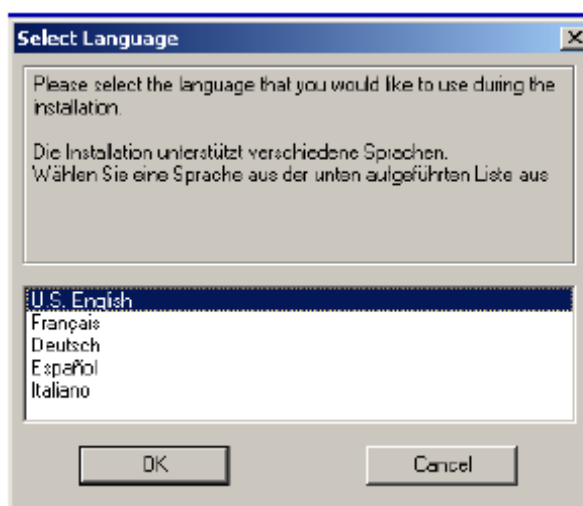 Select Language
Please select the language that you would like to use during the
installation.
Die Installation unterstützt verschiedene Sprachen.
Wählen Sie eine Sprache aus der unten aufgeführten Liste aus
U.S. English
Français
Deutsch
Español
Italiano
OK
Cancel